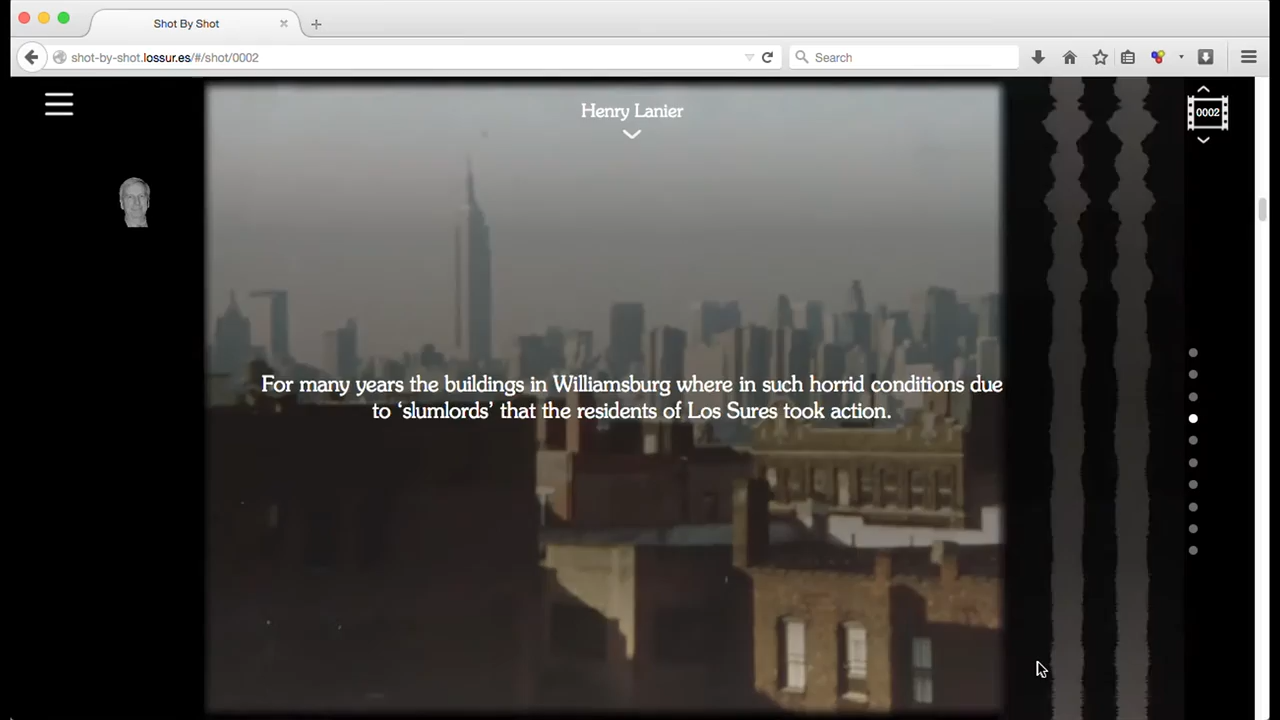 Shot By Shot
shot-by-shot.lossur.es/#/shot/0002
Search
Henry Lanier
0002
For many years the buildings in Williamsburg where in such horrid conditions due
to ‘slumlords’ that the residents of Los Sures took action.